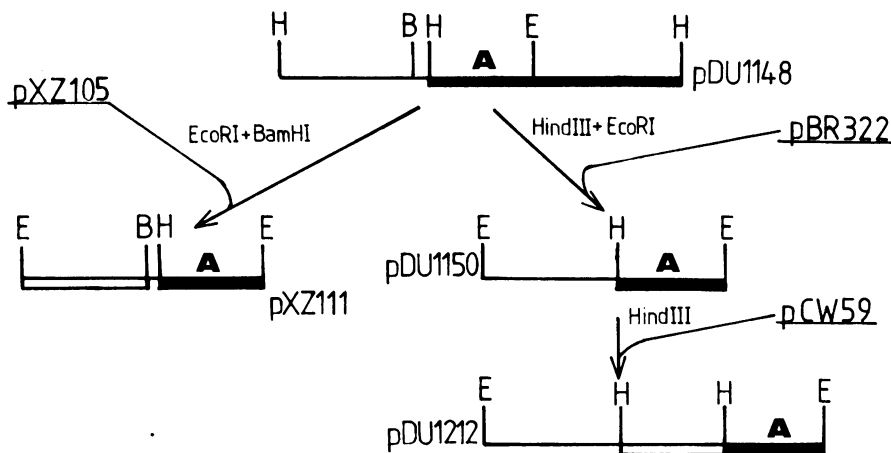 H B H E H
A
pDU1148
pXZ105
EcoRI+BamHI
HindIII+EcoRI
pBR322
E B H E
A
pXZ111
E H E
A
pDU1150
HindIII
pCW59
E H H E
A
pDU1212